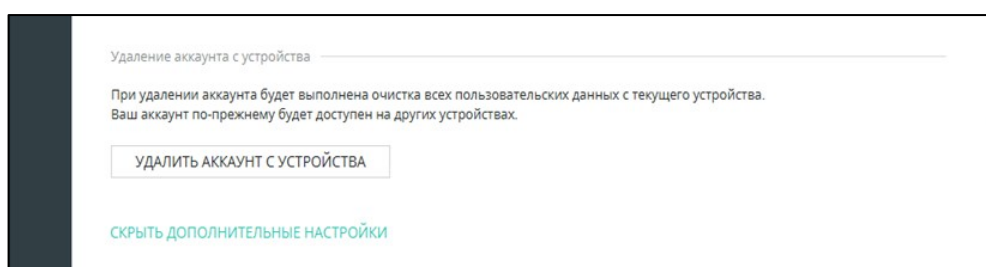 Удаление аккаунта с устройства
При удалении аккаунта будет выполнена очистка всех пользовательских данных с текущего устройства.
Ваш аккаунт по-прежнему будет доступен на других устройствах.
УДАЛИТЬ АККАУНТ С УСТРОЙСТВА
СКРЫТЬ ДОПОЛНИТЕЛЬНЫЕ НАСТРОЙКИ